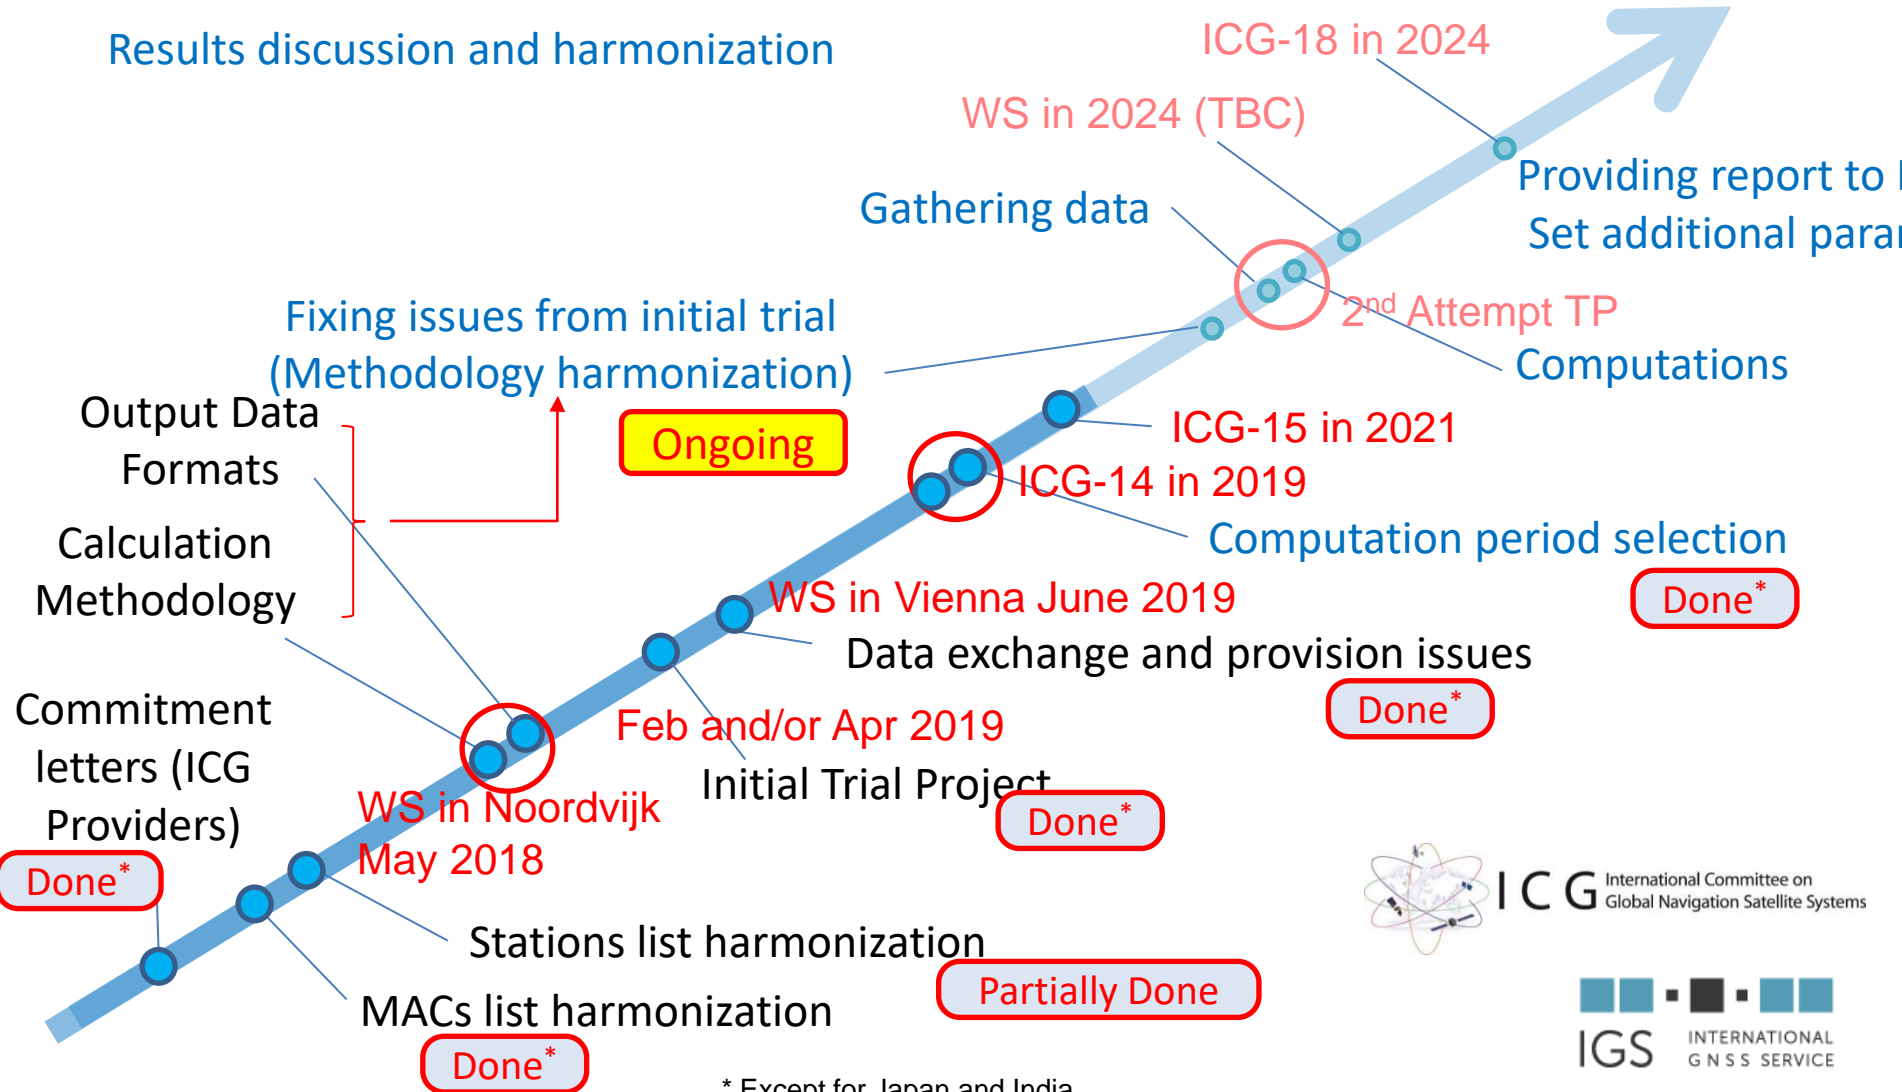 Results discussion and harmonization
ICG-18 in 2024
WS in 2024 (TBC)
Providing report to
Set additional
Gathering data
2nd Attempt TP
Computations
Fixing issues from initial trial
(Methodology harmonization)
Ongoing
Output Data
Formats
Calculation
Methodology
ICG-15 in 2021
ICG-14 in 2019
Computation period selection
Done*
WS in Vienna June 2019
Data exchange and provision issues
Done*
Feb and/or Apr 2019
Initial Trial Project
Done*
Commitment
letters (ICG
Providers)
Done*
WS in Noordvijk
May 2018
Stations list harmonization
Partially Done
MACs list harmonization
Done*
* Except for Japan and India
ICG International Committee on
Global Navigation Satellite Systems
IGS INTERNATIONAL
GNSS SERVICE